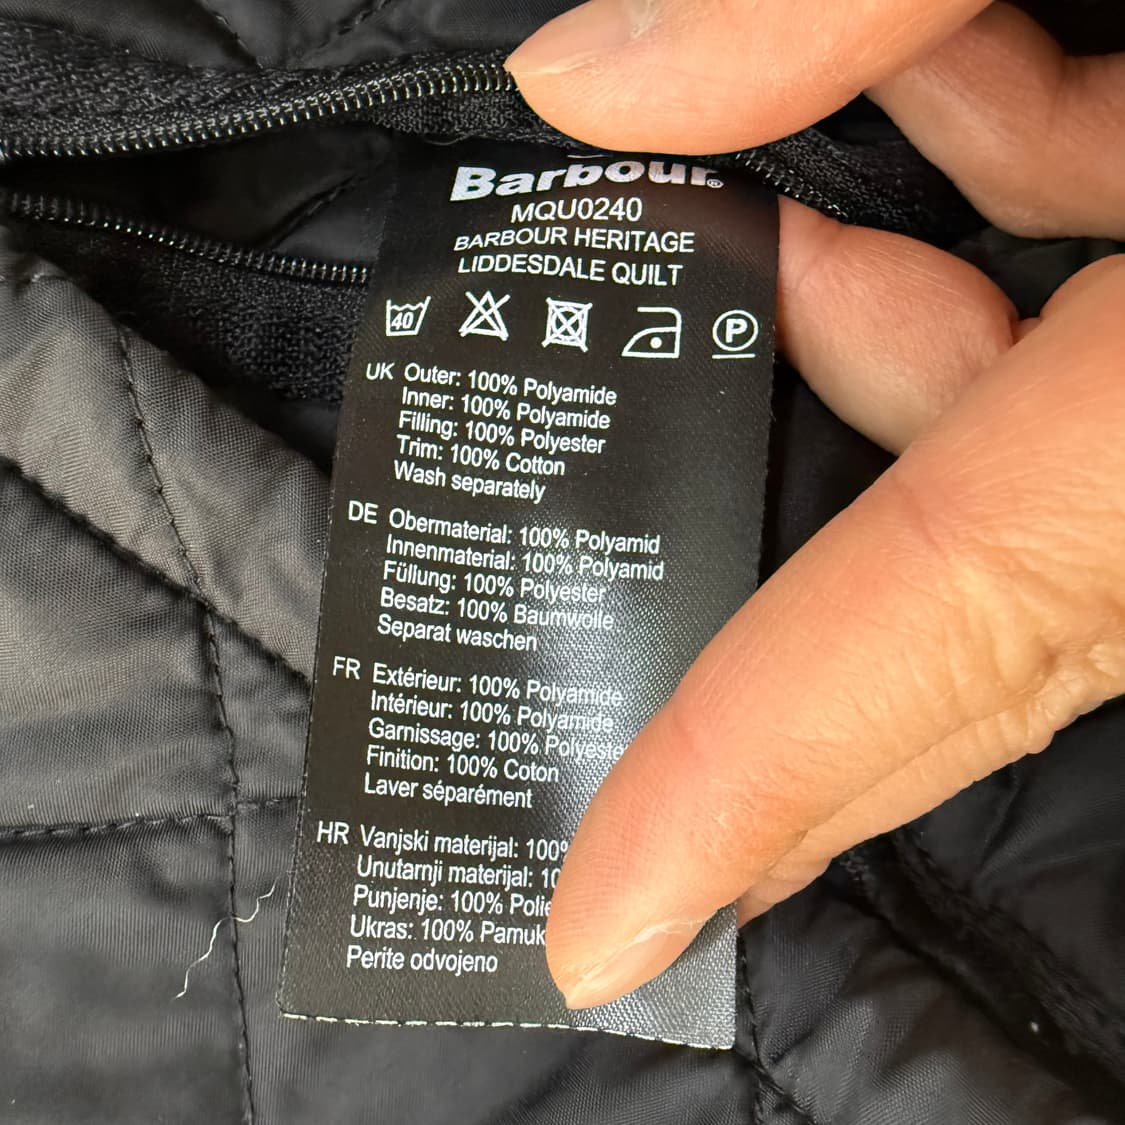 Barbour®
MQU0240
BARBOUR HERITAGE
LIDDESDALE QUILT
40
P
UK Outer: 100% Polyamide
Inner: 100% Polyamide
Filling: 100% Polyester
Trim: 100% Cotton
Wash separately
DE Obermaterial: 100% Polyamid
Innenmaterial: 100% Polyamid
Füllung: 100% Polyester
Besatz: 100% Baumwolle
Separat waschen
FR Extérieur: 100% Polyamide
Intérieur: 100% Polyamide
Garnissage: 100% Polyester
Finition: 100% Coton
Laver séparément
HR Vanjski materijal: 100%
Unutarnji materijal:
Punjenje: 100%
Ukras: 100% Pamuk
Perite odvojeno